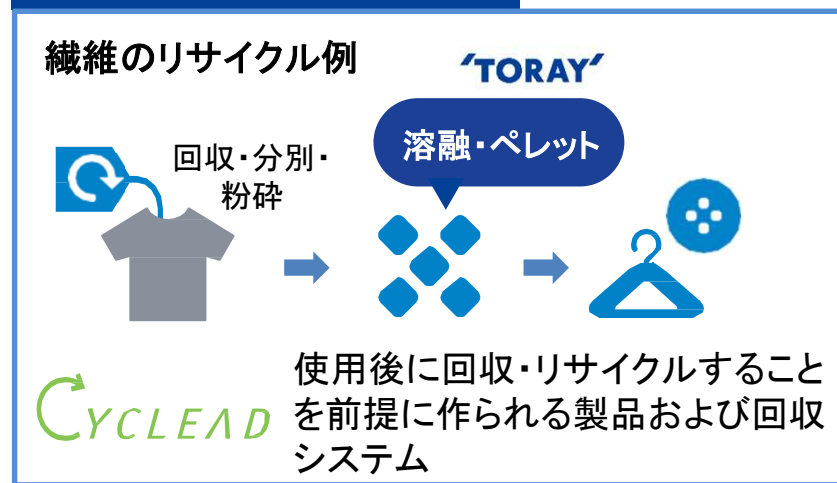 繊維のリサイクル例
'TORAY'
溶融・ペレット
回収・分別・
粉砕
CYCLEAD
使用後に回収・リサイクルすること
を前提に作られる製品および回収
システム